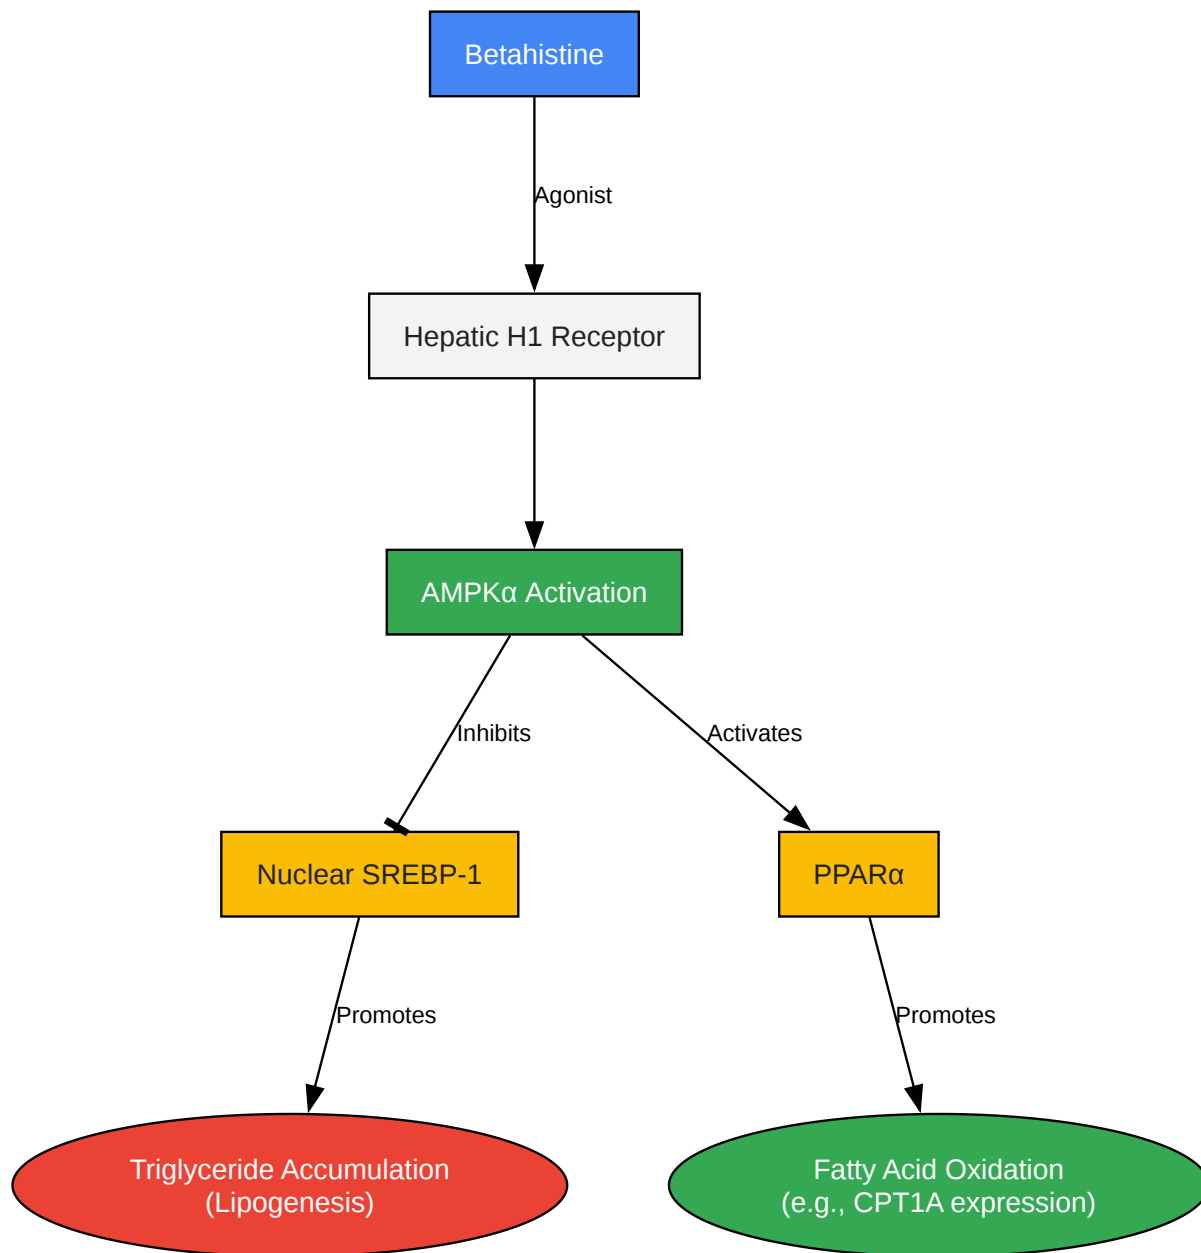 Betahistine
Agonist
Hepatic H1 Receptor
AMPKα Activation
Inhibits
Activates
Nuclear SREBP-1
PPARα
Promotes
Promotes
Triglyceride Accumulation
(Lipogenesis)
Fatty Acid Oxidation
(e.g., CPT1A expression)